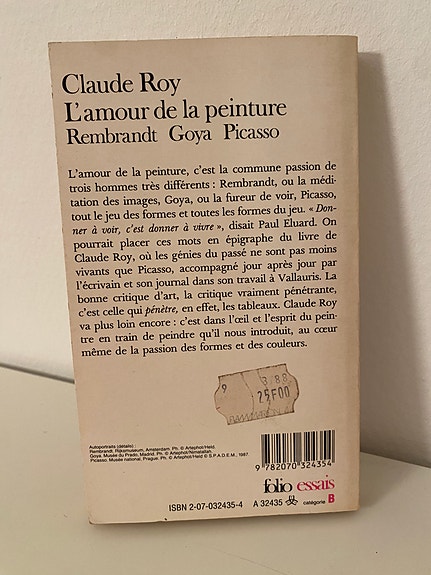 Claude Roy
L'amour de la peinture
Rembrandt Goya Picasso
L'amour de la peinture, c'est la commune passion de
trois hommes très différents : Rembrandt, ou la médi-
tation des images, Goya, ou la fureur de voir, Picasso,
tout le jeu des formes et toutes les formes du jeu. « Don-
ner à voir, c'est donner à vivre », disait Paul Eluard. On
pourrait placer ces mots en épigraphe du livre de
Claude Roy, où les génies du passé ne sont pas moins
vivants que Picasso, accompagné jour après jour par
l'écrivain et son journal dans son travail à Vallauris. La
bonne critique d'art, la critique vraiment pénétrante,
c'est celle qui pénètre, en effet, les tableaux. Claude Roy
va plus loin encore : c'est dans l'œil et l'esprit du pein-
tre en train de peindre qu'il nous introduit, au cœur
même de la passion des formes et des couleurs.
9 3 88
25F00
Autoportraits (détails) :
Rembrandt, Rijksmuseum, Amsterdam. Ph. © Artephot/Held.
Goya, Musée du Prado, Madrid. Ph. © Artephot/Nimatallah.
Picasso, Musée national, Prague. Ph. © Artephot/Held © S.P.A.D.E.M., 1987.
9 782070 324354
folio essais
ISBN 2-07-032435-4 A 32435 catégorie B